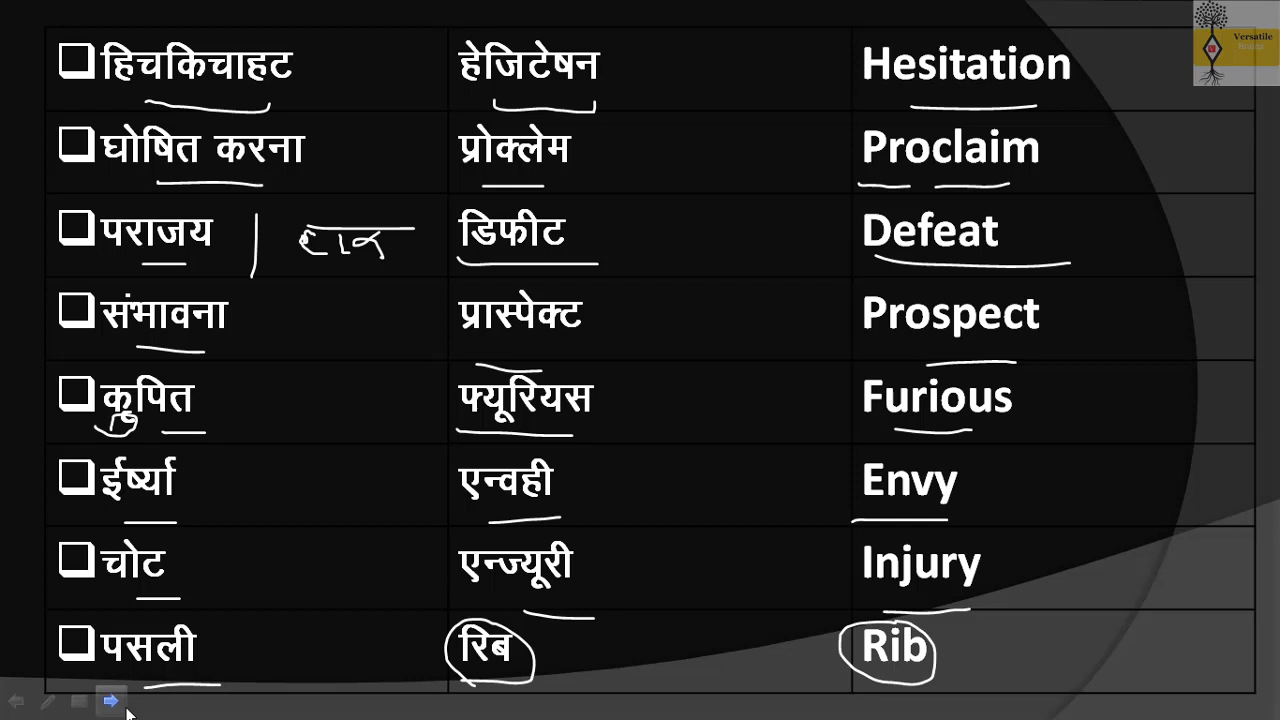 Versatile
हिचकिचाहट हेजिटेषन Hesitation
घोषित करना प्रोक्लेम Proclaim
पराजय डिफीट Defeat
संभावना प्रास्पेक्ट Prospect
कुपित फ्यूरियस Furious
ईर्ष्या एन्वही Envy
चोट एन्ज्यूरी Injury
पसली रिब Rib